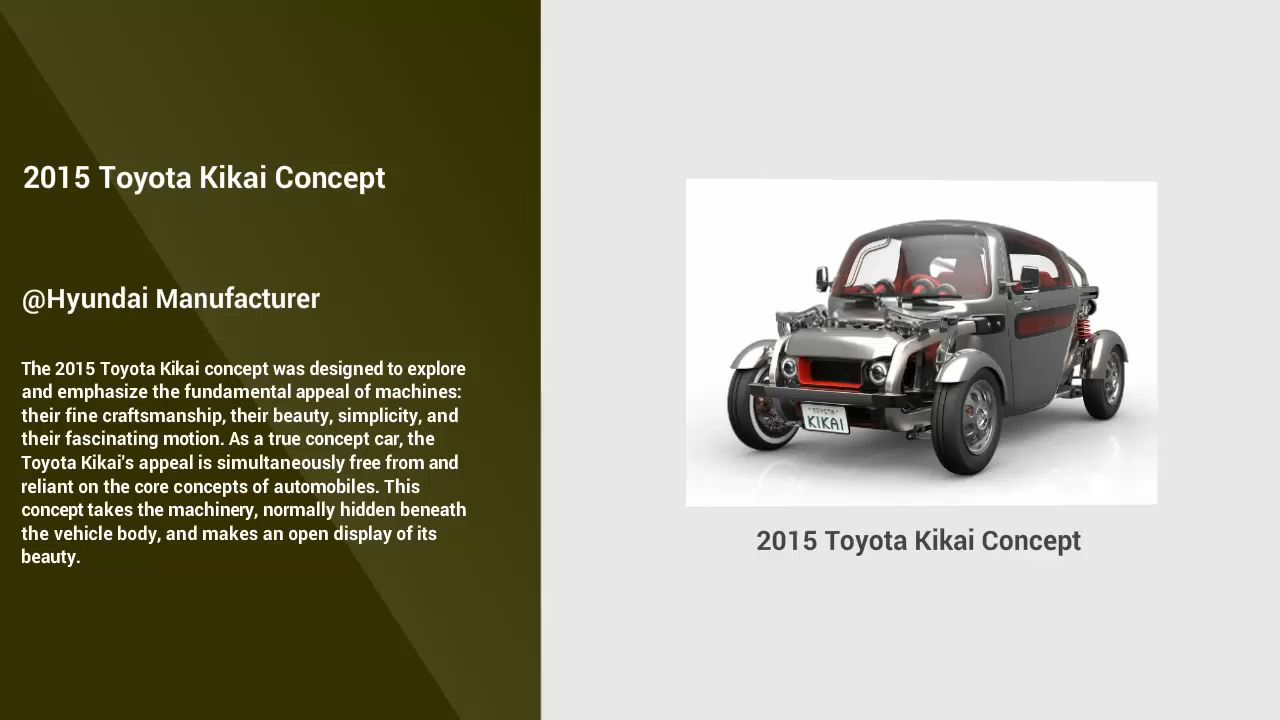 2015 Toyota Kikai Concept
@Hyundai Manufacturer
The 2015 Toyota Kikai concept was designed to explore
and emphasize the fundamental appeal of machines:
their fine craftsmanship, their beauty, simplicity, and
their fascinating motion. As a true concept car, the
Toyota Kikai's appeal is simultaneously free from and
reliant on the core concepts of automobiles. This
concept takes the machinery, normally hidden beneath
the vehicle body, and makes an open display of its
beauty.
TOYOTA
KIKAI
2015 Toyota Kikai Concept